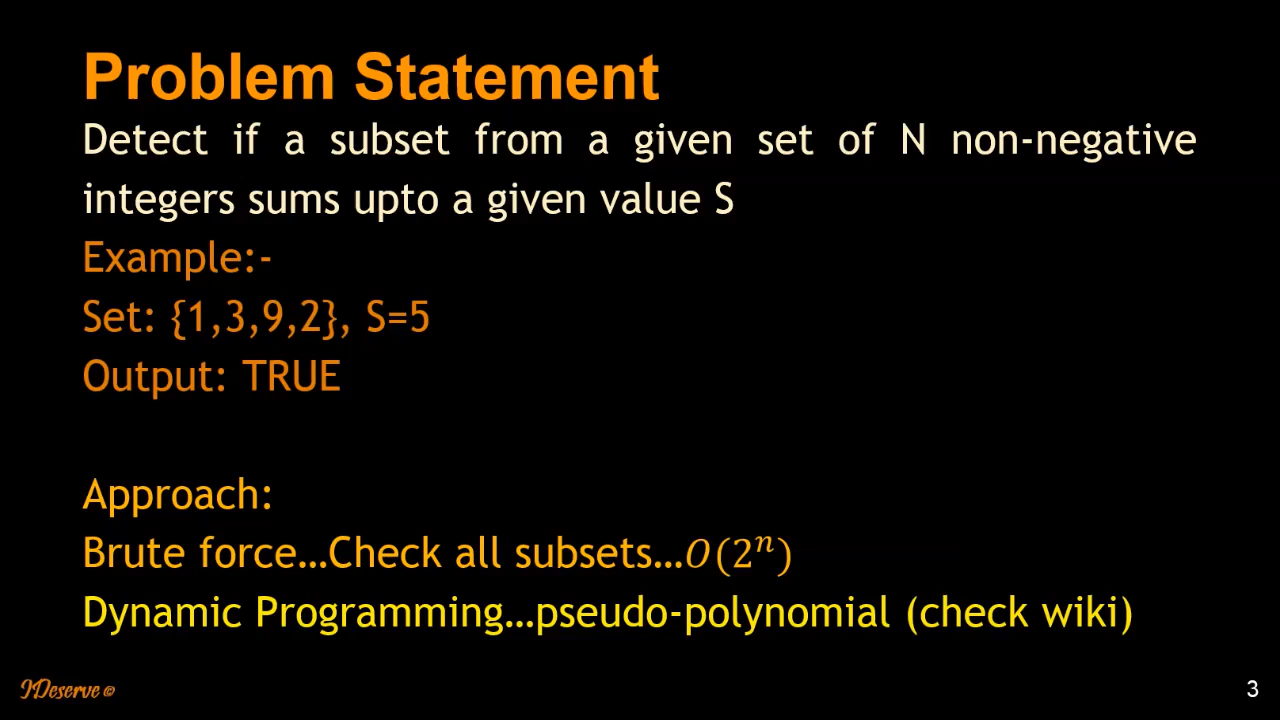 Problem Statement
Detect if a subset from a given set of N non-negative
integers sums upto a given value S
Example:-
Set: {1,3,9,2}, S=5
Output: TRUE
Approach:
Brute force…Check all subsets…𝑂(2ⁿ)
Dynamic Programming…pseudo-polynomial (check wiki)
IDeserve ©
3